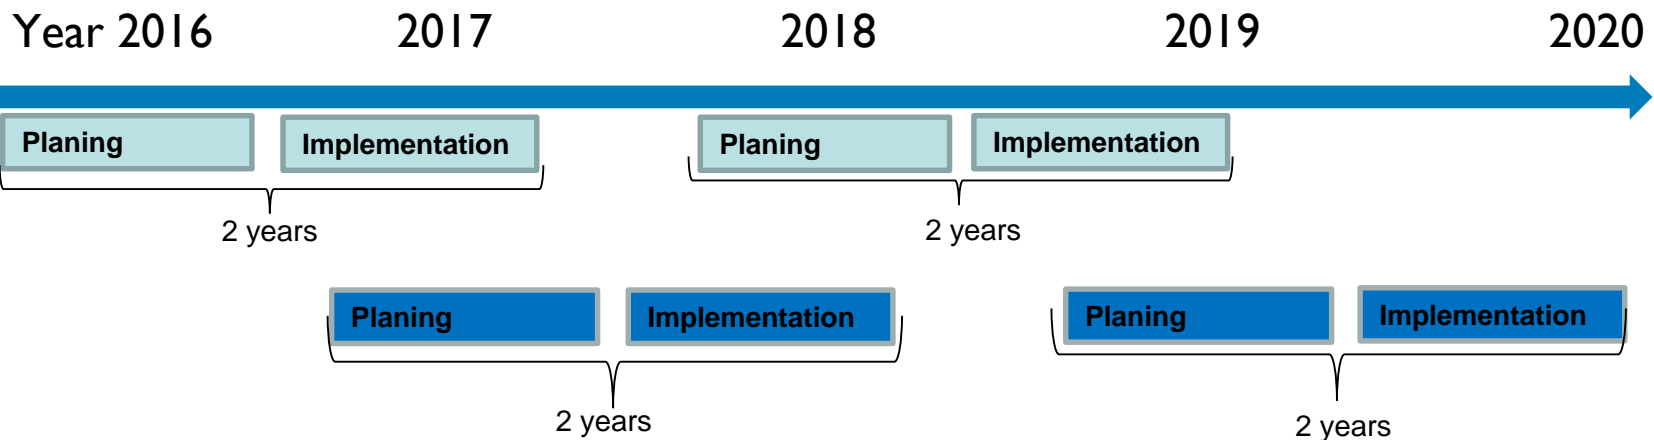 Year 2016 2017 2018 2019 2020
Planing Implementation Planing Implementation
2 years 2 years
Planing Implementation Planing Implementation
2 years 2 years